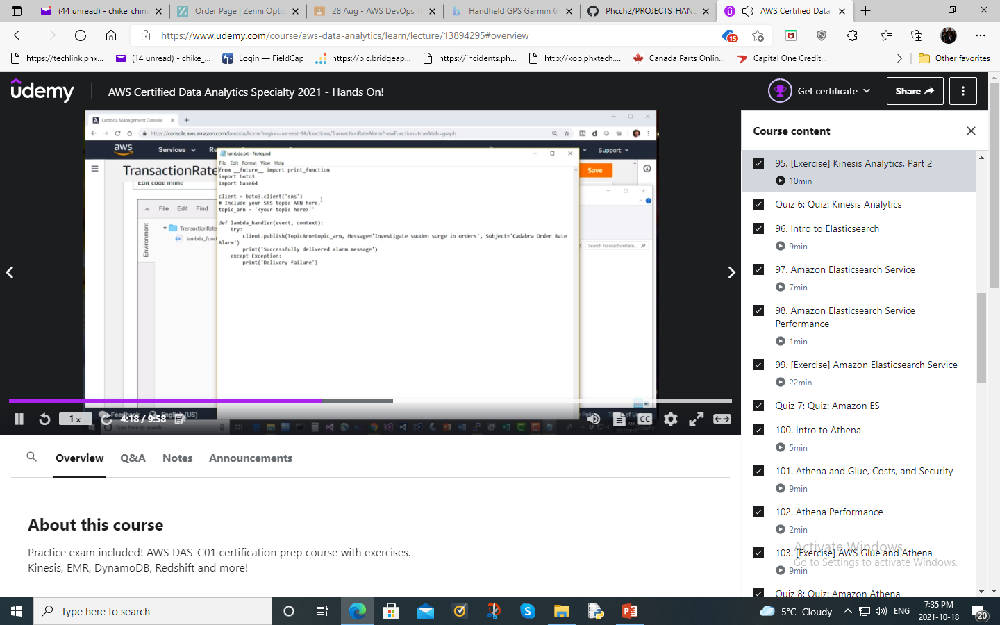 (44 unread) - chike_chinw
Order Page | Zenni Optic
28 Aug - AWS DevOps Tr
Handheld GPS Garmin 64
Phcch2/PROJECTS_HAND
AWS Certified Data
https://www.udemy.com/course/aws-data-analytics/learn/lecture/13894295#overview
15
https://techlink.phx...
(14 unread) - chike_...
Login — FieldCap
https://plc.bridgeap...
https://incidents.ph...
http://kop.phxtech....
Canada Parts Onlin...
Capital One Credit...
Other favorites
udemy
AWS Certified Data Analytics Specialty 2021 - Hands On!
Get certificate
Share
Lambda Management Console
https://console.aws.amazon.com/lambda/home?region=us-east-1#/functions/TransactionRateAlarm?newFunction=true&tab=graph
aws
Services
Re
Support
TransactionRate
Save
Edit code inline
File Edit Find
Environment
TransactionRate
lambda_funct
Search TransactionRate...
lambda.txt - Notepad
File Edit Format View Help
from __future__ import print_function
import boto3
import base64
client = boto3.client('sns')
# Include your SNS topic ARN here.
topic_arn = '<your topic here>''
def lambda_handler(event, context):
try:
client.publish(TopicArn=topic_arn, Message='Investigate sudden surge in orders', Subject='Cadabra Order Rate
Alarm')
print('Successfully delivered alarm message')
except Exception:
print('Delivery failure')
Feedback
English (US)
Type here to search
1x
4:18 / 9:58
CC
Overview
Q&A
Notes
Announcements
About this course
Practice exam included! AWS DAS-C01 certification prep course with exercises.
Kinesis, EMR, DynamoDB, Redshift and more!
Course content
95. [Exercise] Kinesis Analytics, Part 2
10min
Quiz 6: Quiz: Kinesis Analytics
96. Intro to Elasticsearch
9min
97. Amazon Elasticsearch Service
7min
98. Amazon Elasticsearch Service
Performance
1min
99. [Exercise] Amazon Elasticsearch Service
22min
Quiz 7: Quiz: Amazon ES
100. Intro to Athena
5min
101. Athena and Glue, Costs, and Security
9min
102. Athena Performance
2min
103. [Exercise] AWS Glue and Athena
9min
Quiz 8: Quiz: Amazon Athena
Activate Windows
Go to Settings to activate Windows.
Type here to search
5°C Cloudy
ENG
7:35 PM
2021-10-18
20